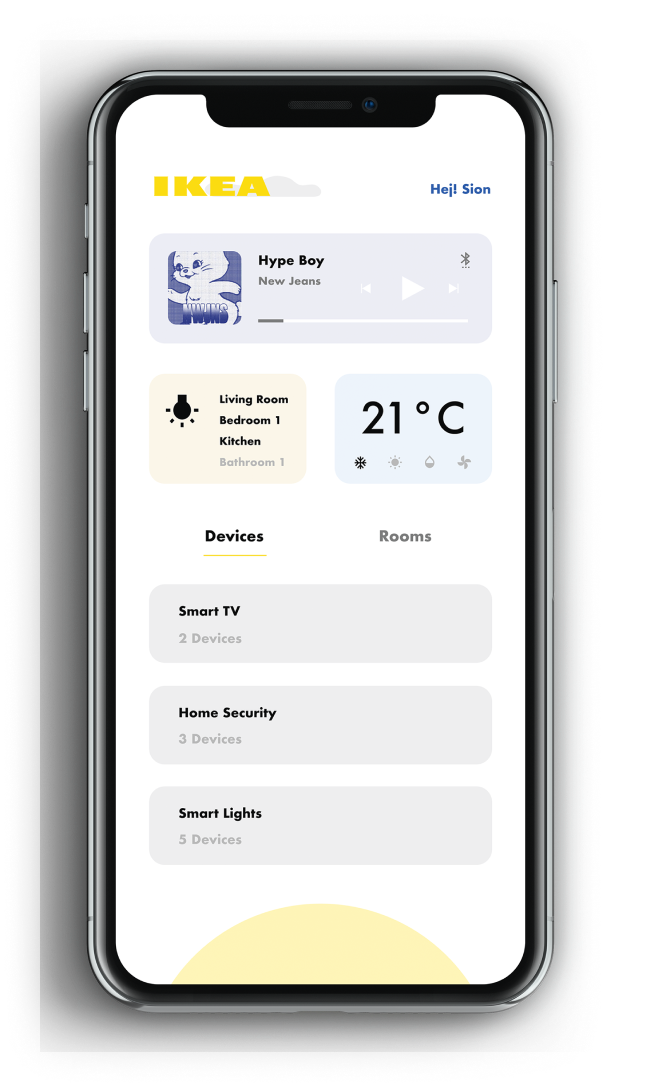 IKEA
Hej! Sion
Hype Boy
New Jeans
NWJNS
Living Room
Bedroom 1
Kitchen
Bathroom 1
21°C
Devices
Rooms
Smart TV
2 Devices
Home Security
3 Devices
Smart Lights
5 Devices